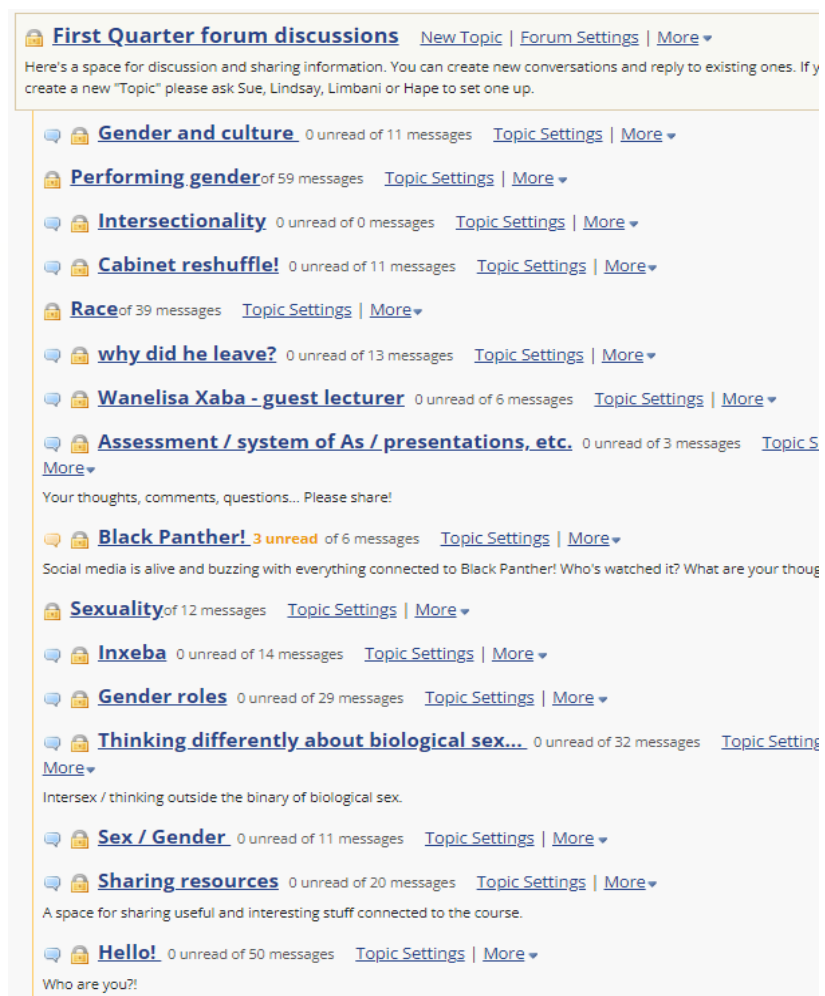 First Quarter forum discussions New Topic | Forum Settings | More
Here's a space for discussion and sharing information. You can create new conversations and reply to existing ones. If
create a new "Topic" please ask Sue, Lindsay, Limbani or Hape to set one up.
Gender and culture 0 unread of 11 messages Topic Settings | More
Performing gender of 59 messages Topic Settings | More
Intersectionality 0 unread of 0 messages Topic Settings | More
Cabinet reshuffle! 0 unread of 11 messages Topic Settings | More
Race of 39 messages Topic Settings | More
why did he leave? 0 unread of 13 messages Topic Settings | More
Wanelisa Xaba - guest lecturer 0 unread of 6 messages Topic Settings | More
Assessment / system of As / presentations, etc. 0 unread of 3 messages Topic S
More
Your thoughts, comments, questions... Please share!
Black Panther! 3 unread of 6 messages Topic Settings | More
Social media is alive and buzzing with everything connected to Black Panther! Who's watched it? What are your thoug
Sexuality of 12 messages Topic Settings | More
Inxeba 0 unread of 14 messages Topic Settings | More
Gender roles 0 unread of 29 messages Topic Settings | More
Thinking differently about biological sex... 0 unread of 32 messages Topic Setting
More
Intersex / thinking outside the binary of biological sex.
Sex / Gender 0 unread of 11 messages Topic Settings | More
Sharing resources 0 unread of 20 messages Topic Settings | More
A space for sharing useful and interesting stuff connected to the course.
Hello! 0 unread of 50 messages Topic Settings | More
Who are you?!